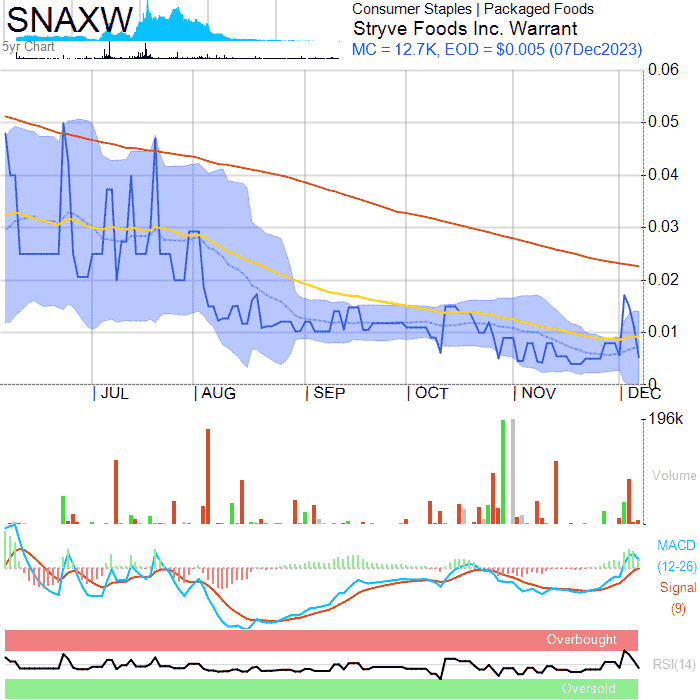 SNAXW
Consumer Staples | Packaged Foods
Stryve Foods Inc. Warrant
MC = 12.7K, EOD = $0.005 (07Dec2023)
5yr Chart
0.06
0.05
0.04
0.03
0.02
0.01
0
JUL AUG SEP OCT NOV DEC
196k
Volume
MACD
(12-26)
Signal
(9)
Overbought
RSI(14)
Oversold